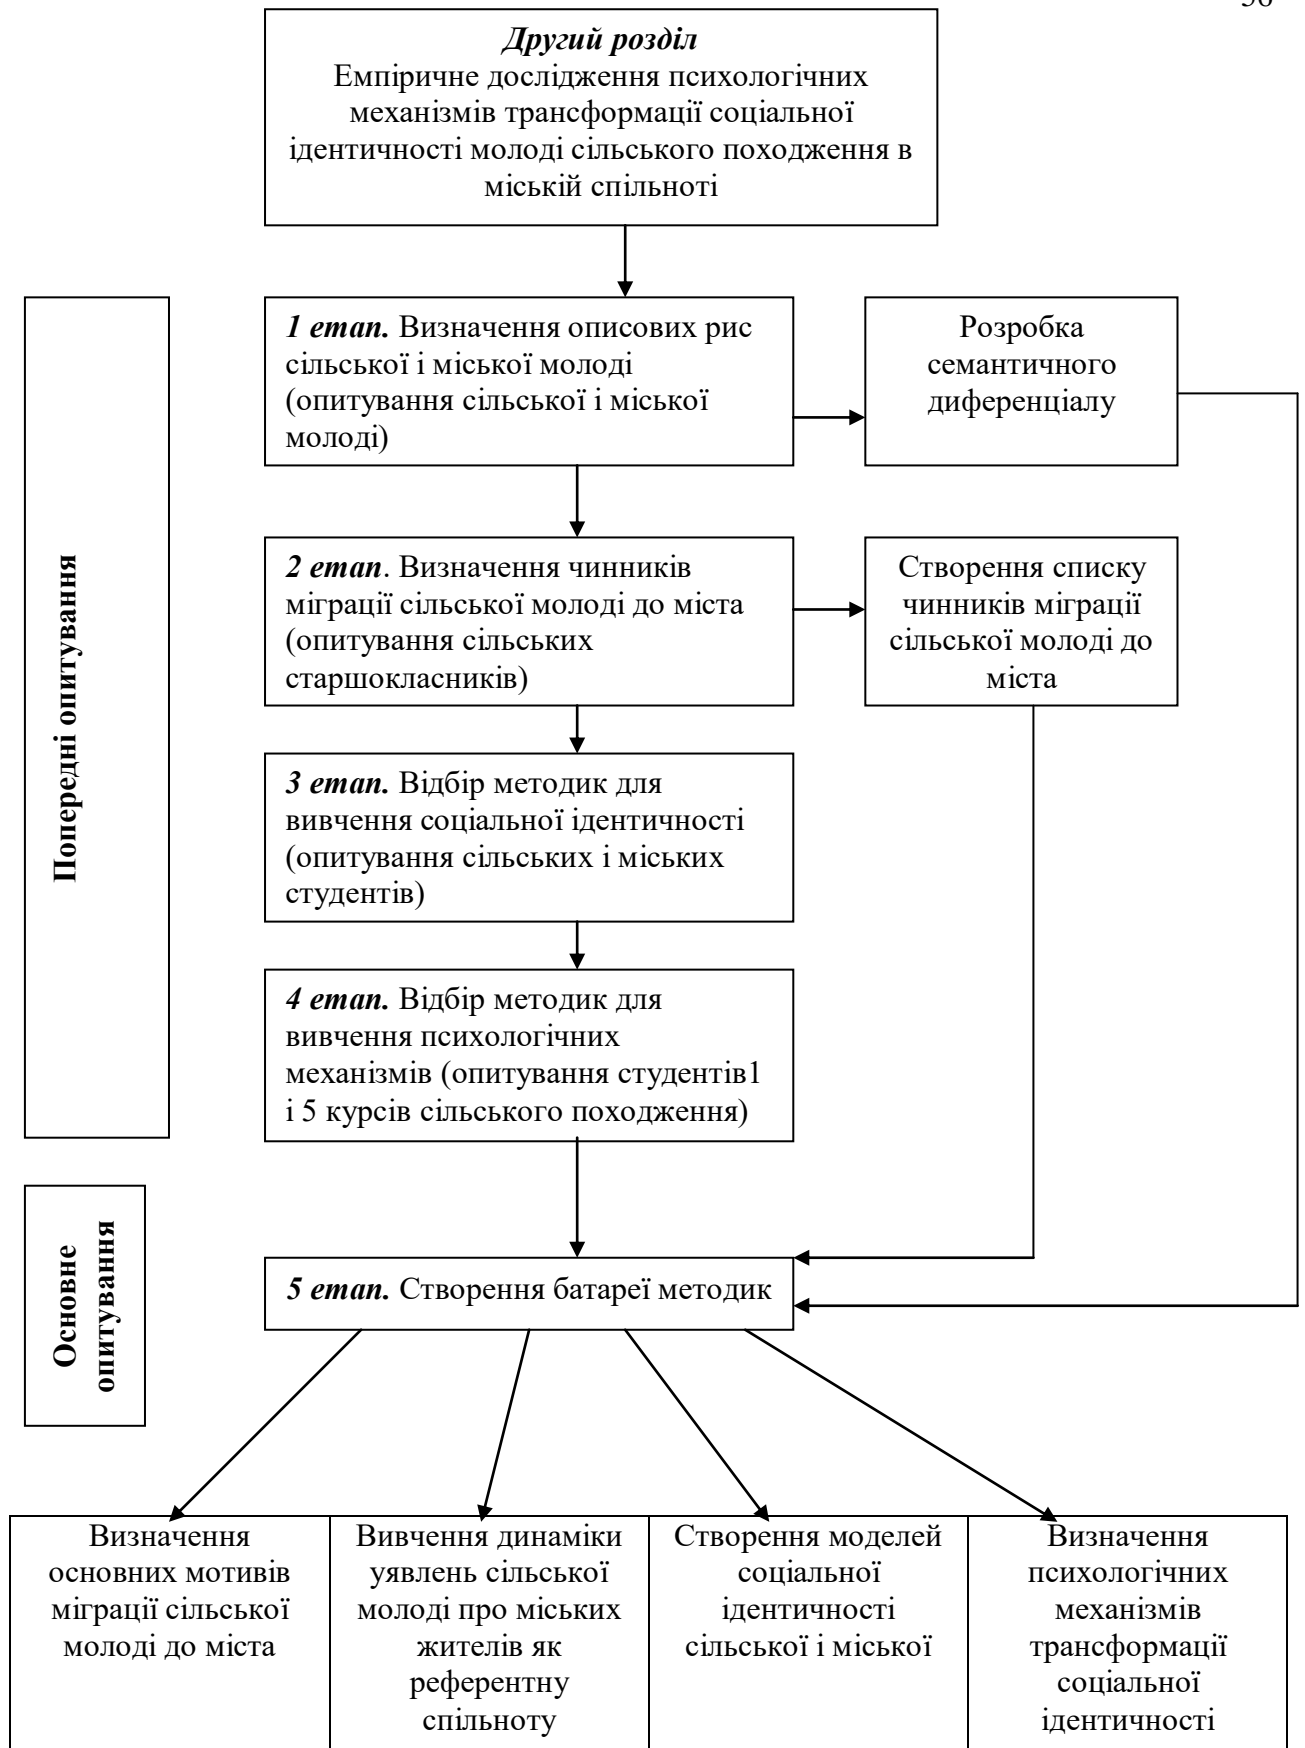 Другий розділ
Емпіричне дослідження психологічних
механізмів трансформації соціальної
ідентичності молоді сільського походження в
міській спільноті
Попередні опитування
1 етап. Визначення описових рис
сільської і міської молоді
(опитування сільської і міської
молоді)
Розробка
семантичного
диференціалу
2 етап. Визначення чинників
міграції сільської молоді до міста
(опитування сільських
старшокласників)
Створення списку
чинників міграції
сільської молоді до
міста
3 етап. Відбір методик для
вивчення соціальної ідентичності
(опитування сільських і міських
студентів)
4 етап. Відбір методик для
вивчення психологічних
механізмів (опитування студентів1
і 5 курсів сільського походження)
Основне
опитування
5 етап. Створення батареї методик
Визначення
основних мотивів
міграції сільської
молоді до міста
Вивчення динаміки
уявлень сільської
молоді про міських
жителів як
референтну
спільноту
Створення моделей
соціальної
ідентичності
сільської і міської
Визначення
психологічних
механізмів
трансформації
соціальної
ідентичності